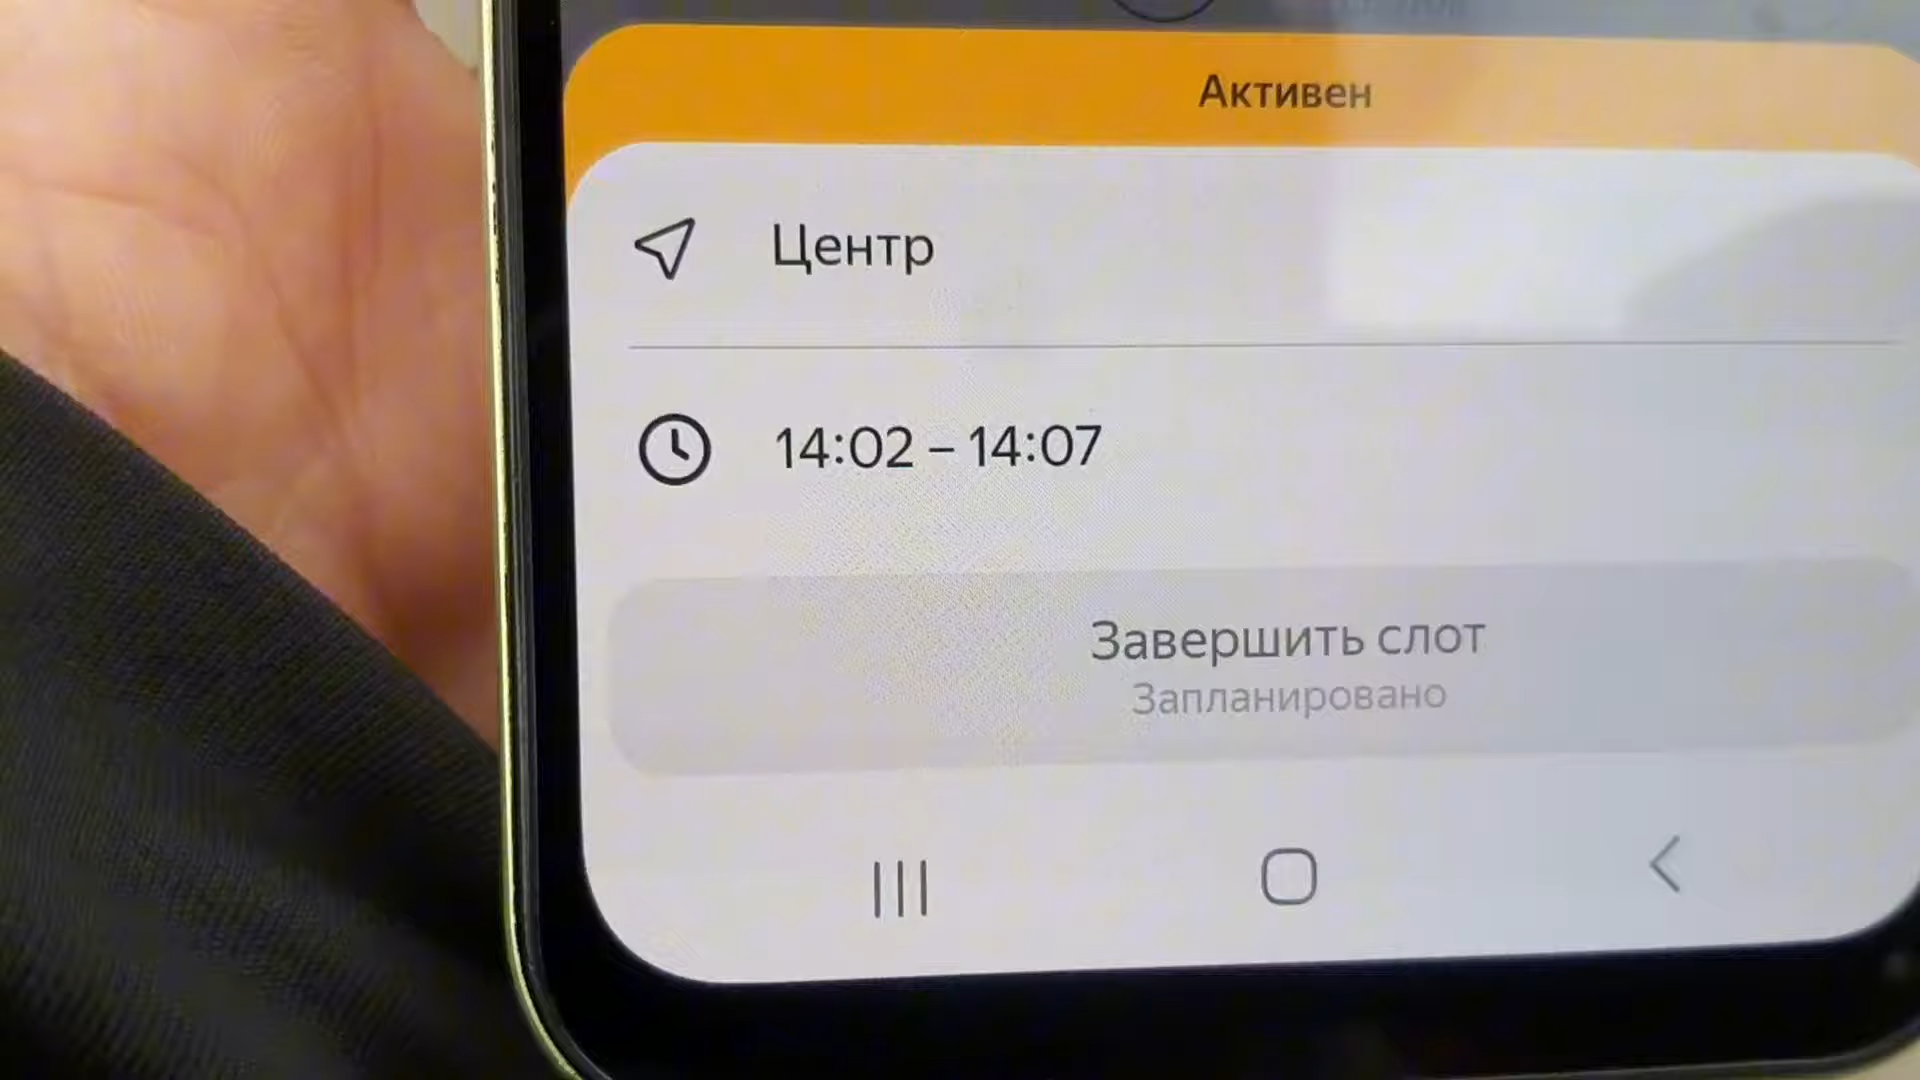 Активен
Центр
14:02 – 14:07
Завершить слот
Запланировано